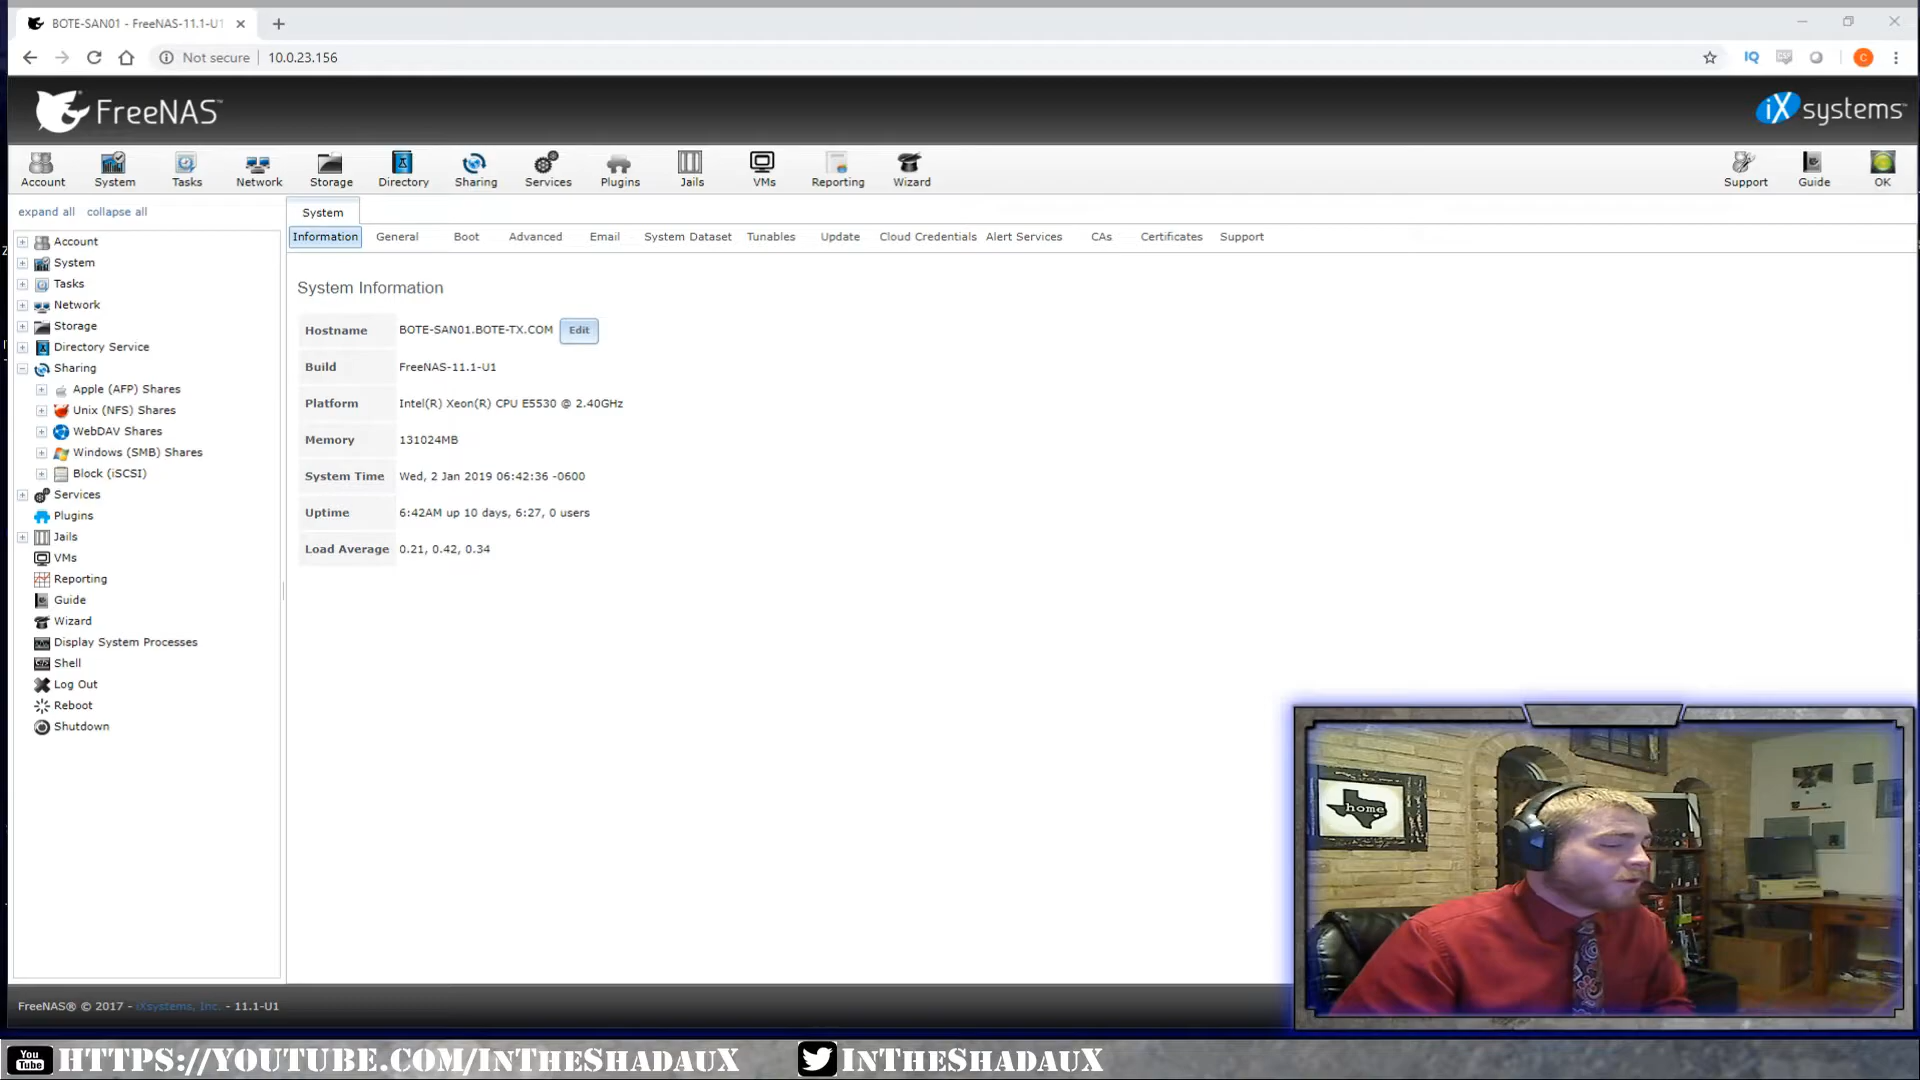 BOTE-SAN01 - FreeNAS-11.1-U1
Not secure 10.0.23.156
IQ
C
FreeNAS™
iXsystems™
Account System Tasks Network Storage Directory Sharing Services Plugins Jails VMs Reporting Wizard Support Guide OK
expand all collapse all
System
Information General Boot Advanced Email System Dataset Tunables Update Cloud Credentials Alert Services CAs Certificates Support
Account
System
Tasks
Network
Storage
Directory Service
Sharing
Apple (AFP) Shares
Unix (NFS) Shares
WebDAV Shares
Windows (SMB) Shares
Block (iSCSI)
Services
Plugins
Jails
VMs
Reporting
Guide
Wizard
Display System Processes
Shell
Log Out
Reboot
Shutdown
System Information
Hostname BOTE-SAN01.BOTE-TX.COM Edit
Build FreeNAS-11.1-U1
Platform Intel(R) Xeon(R) CPU E5530 @ 2.40GHz
Memory 131024MB
System Time Wed, 2 Jan 2019 06:42:36 -0600
Uptime 6:42AM up 10 days, 6:27, 0 users
Load Average 0.21, 0.42, 0.34
home
FreeNAS® © 2017 - iXsystems, Inc. - 11.1-U1
You Tube HTTPS://YOUTUBE.COM/INTHESHADAUX INTHESHADAUX